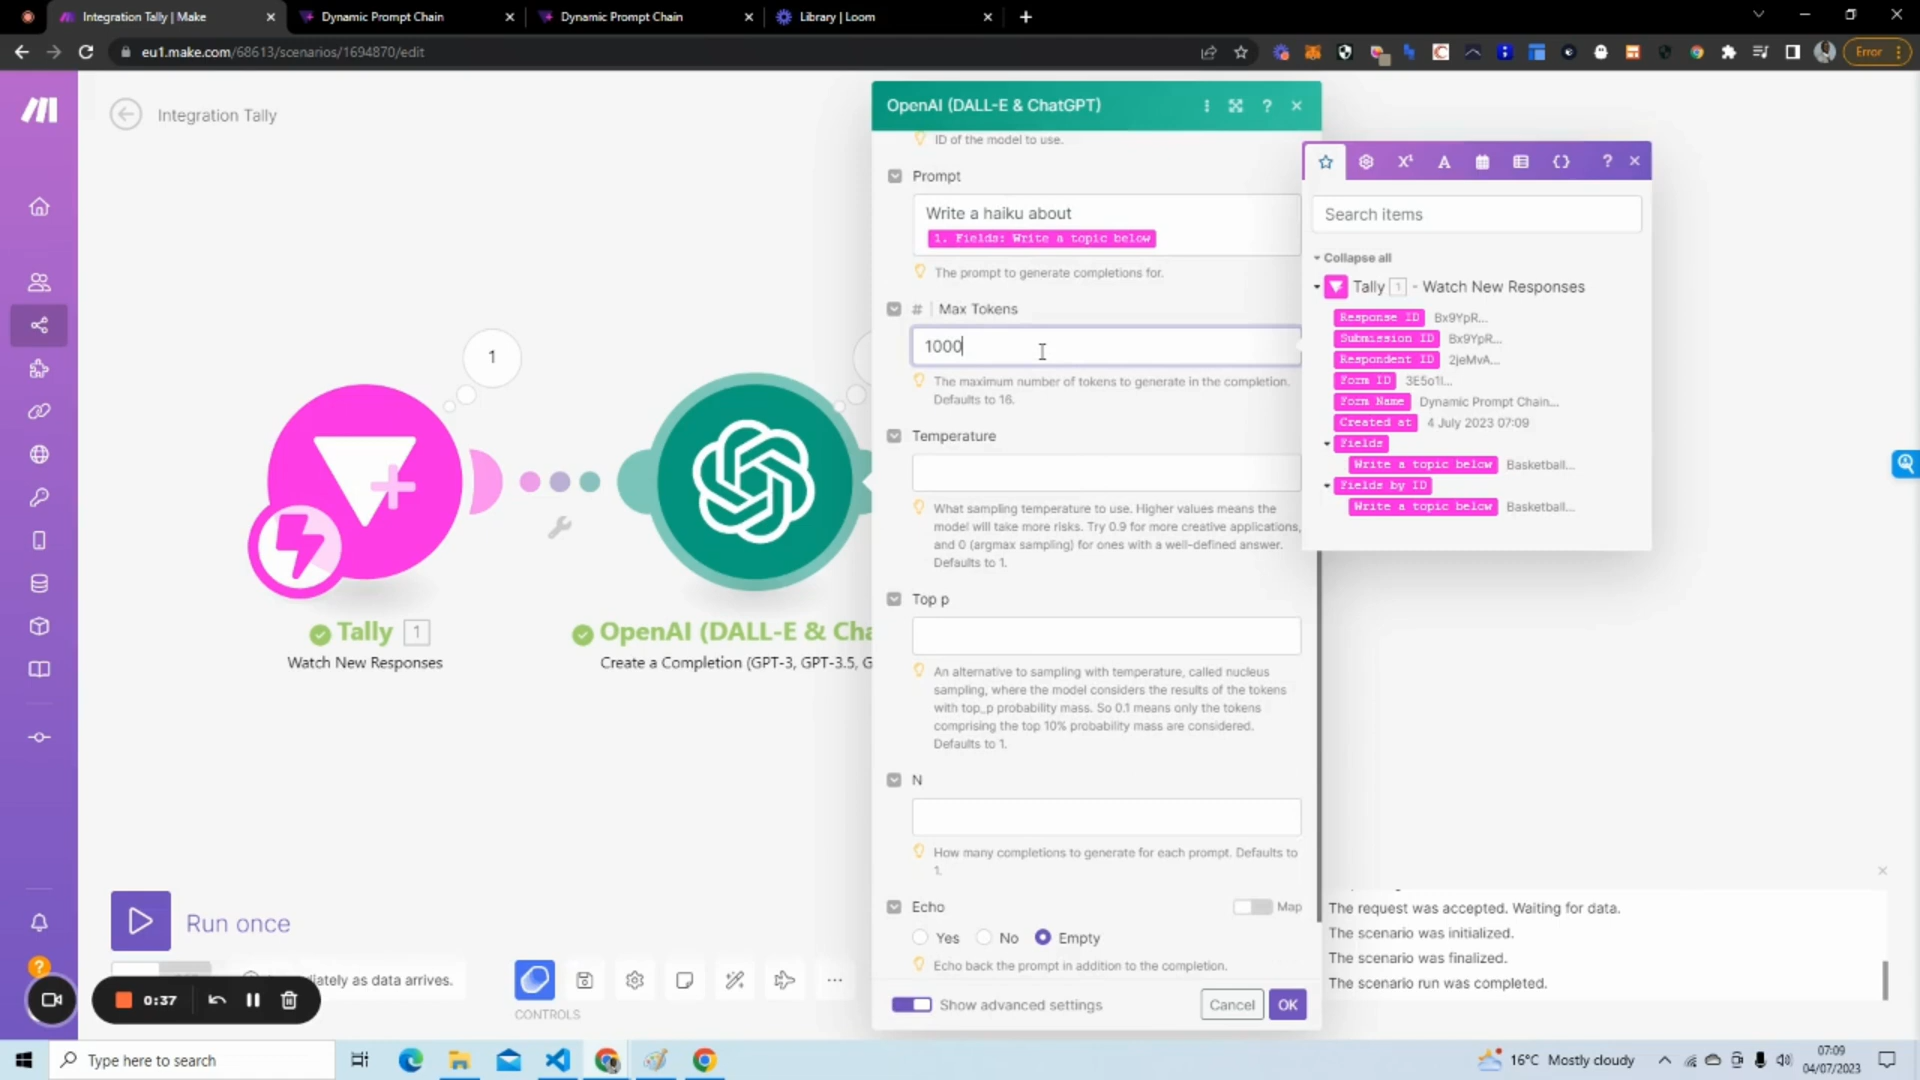 Integration Tally | Make
Dynamic Prompt Chain
Dynamic Prompt Chain
Library | Loom
eu1.make.com/68613/scenarios/1694870/edit
Error
Integration Tally
OpenAI (DALL-E & ChatGPT)
ID of the model to use.
Prompt
Write a haiku about
1. Fields: Write a topic below
The prompt to generate completions for.
# | Max Tokens
1000
The maximum number of tokens to generate in the completion.
Defaults to 16.
Temperature
What sampling temperature to use. Higher values means the
model will take more risks. Try 0.9 for more creative applications,
and 0 (argmax sampling) for ones with a well-defined answer.
Defaults to 1.
Top p
An alternative to sampling with temperature, called nucleus
sampling, where the model considers the results of the tokens
with top_p probability mass. So 0.1 means only the tokens
comprising the top 10% probability mass are considered.
Defaults to 1.
N
How many completions to generate for each prompt. Defaults to
1.
Echo
Map
Yes No Empty
Echo back the prompt in addition to the completion.
Show advanced settings
Cancel
OK
Search items
Collapse all
Tally 1 - Watch New Responses
Response ID Bx9YpR...
Submission ID Bx9YpR...
Respondent ID 2jeMvA...
Form ID 3E5o1l...
Form Name Dynamic Prompt Chain...
Created at 4 July 2023 07:09
Fields
Write a topic below Basketball...
Fields by ID
Write a topic below Basketball...
1
Tally 1
Watch New Responses
OpenAI (DALL-E & Cha
Create a Completion (GPT-3, GPT-3.5, G
Run once
diately as data arrives.
0:37
CONTROLS
The request was accepted. Waiting for data.
The scenario was initialized.
The scenario was finalized.
The scenario run was completed.
Type here to search
16°C Mostly cloudy
07:09
04/07/2023